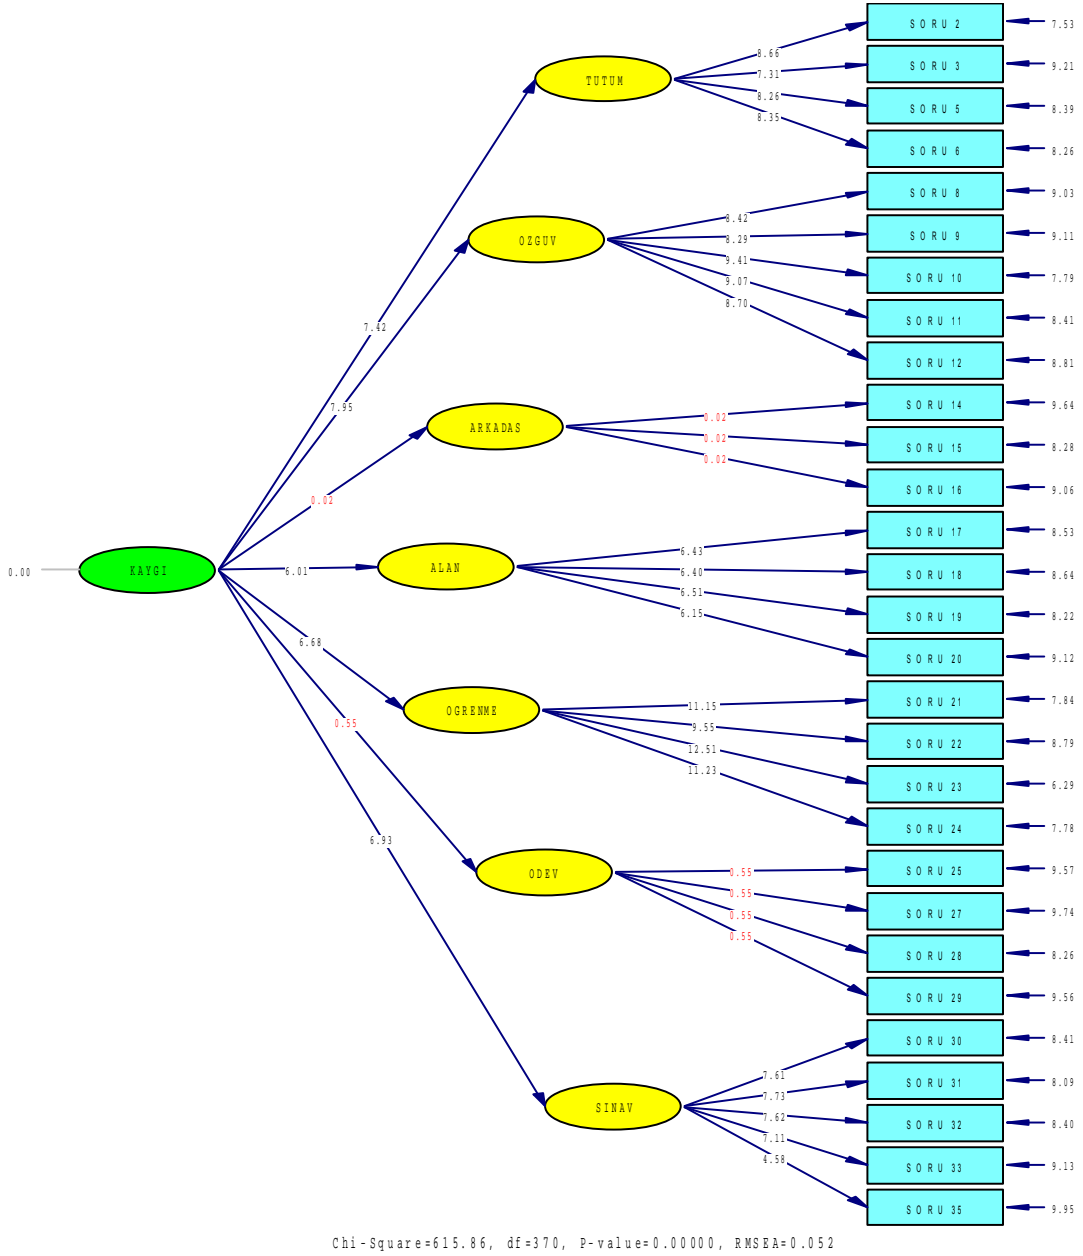 SORU 2
7.53
8.66
SORU 3
9.21
TUTUM
7.31
8.26
SORU 5
8.39
8.35
SORU 6
8.26
SORU 8
9.03
8.42
OZGUV
8.29
SORU 9
9.11
9.41
SORU 10
7.79
9.07
8.70
SORU 11
8.41
7.42
SORU 12
8.81
7.95
SORU 14
9.64
0.02
ARKADAS
0.02
SORU 15
8.28
0.02
SORU 16
9.06
0.02
SORU 17
8.53
6.43
0.00
KAYGI
6.01
ALAN
6.40
SORU 18
8.64
6.51
SORU 19
8.22
6.15
6.68
SORU 20
9.12
SORU 21
7.84
11.15
OGRENME
0.55
9.55
SORU 22
8.79
12.51
SORU 23
6.29
11.23
SORU 24
7.78
6.93
SORU 25
9.57
ODEV
0.55
0.55
SORU 27
9.74
0.55
0.55
SORU 28
8.26
SORU 29
9.56
SORU 30
8.41
7.61
SORU 31
8.09
7.73
SINAV
7.62
SORU 32
8.40
7.11
4.58
SORU 33
9.13
SORU 35
9.95
Chi-Square=615.86, df=370, P-value=0.00000, RMSEA=0.052